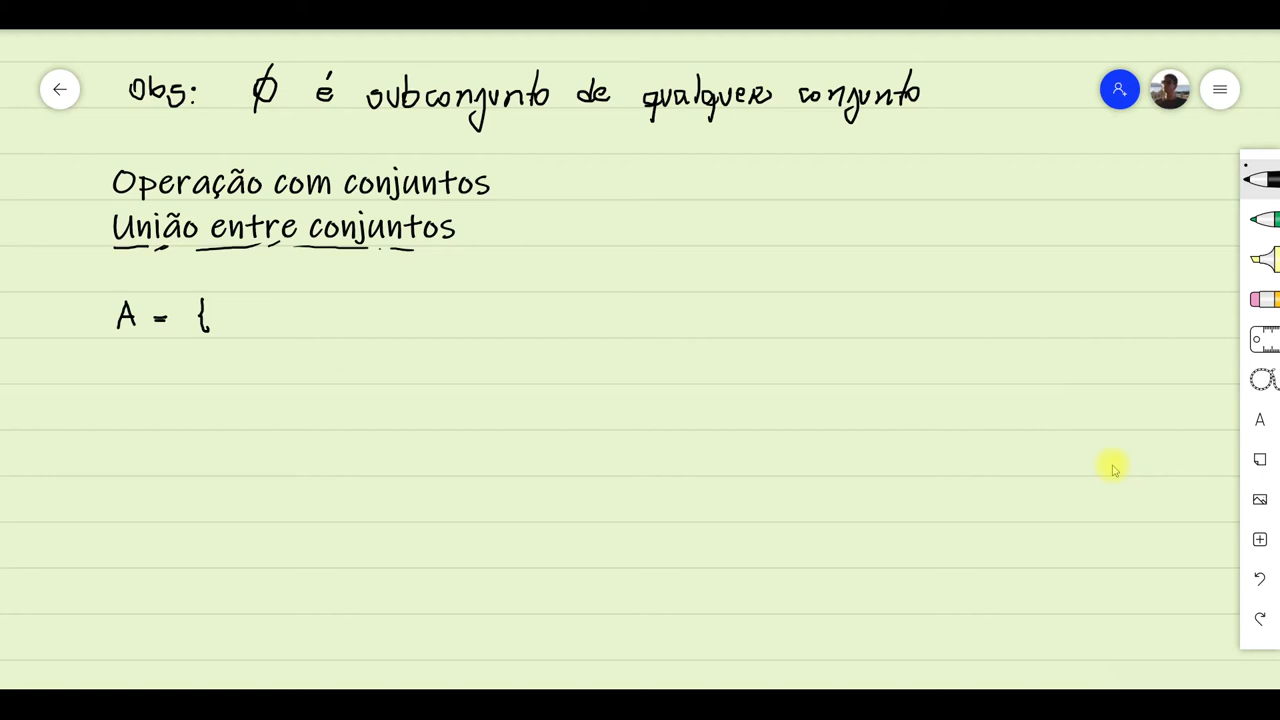 Obs: ∅ é subconjunto de qualquer conjunto
Operação com conjuntos
União entre conjuntos
A = {
A